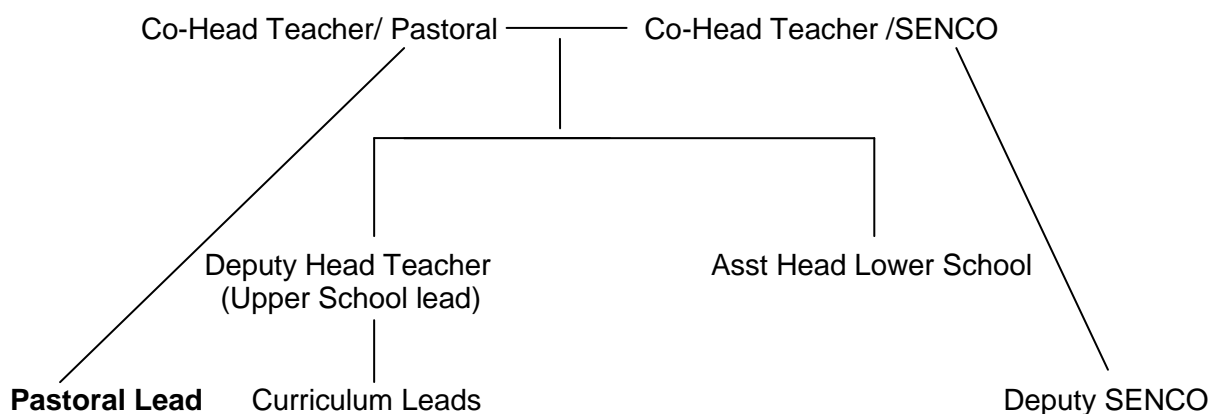 Co-Head Teacher/ Pastoral Co-Head Teacher /SENCO
Deputy Head Teacher Asst Head Lower School
(Upper School lead)
Pastoral Lead Curriculum Leads Deputy SENCO